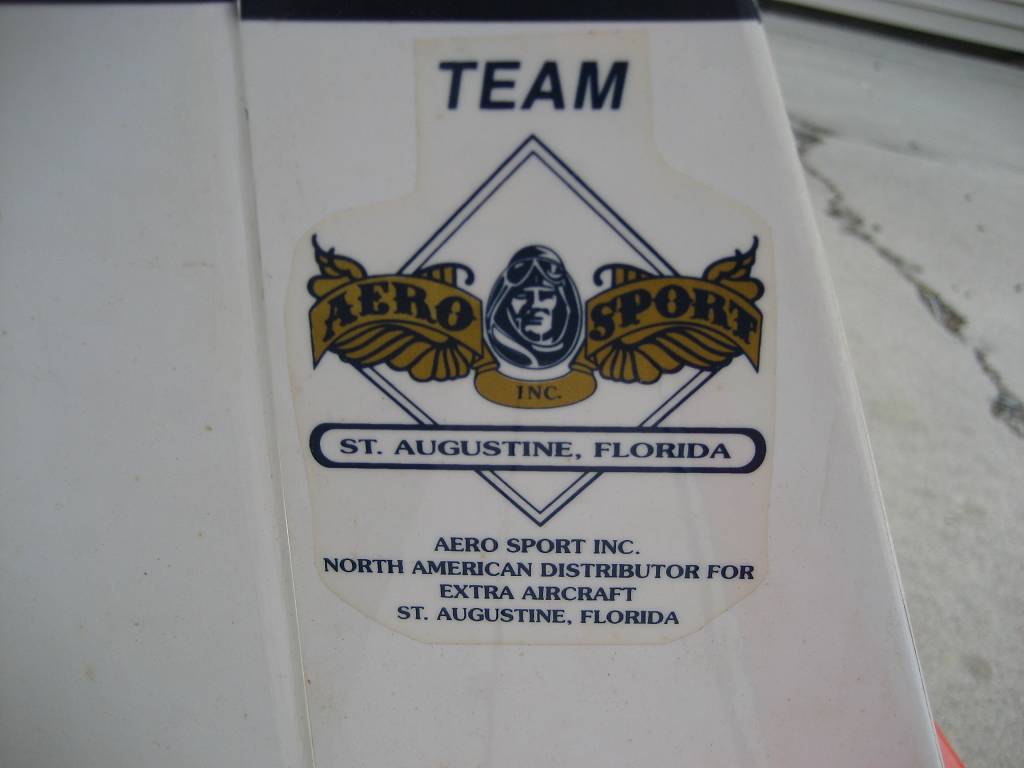 TEAM
AERO SPORT
INC.
ST. AUGUSTINE, FLORIDA
AERO SPORT INC.
NORTH AMERICAN DISTRIBUTOR FOR
EXTRA AIRCRAFT
ST. AUGUSTINE, FLORIDA